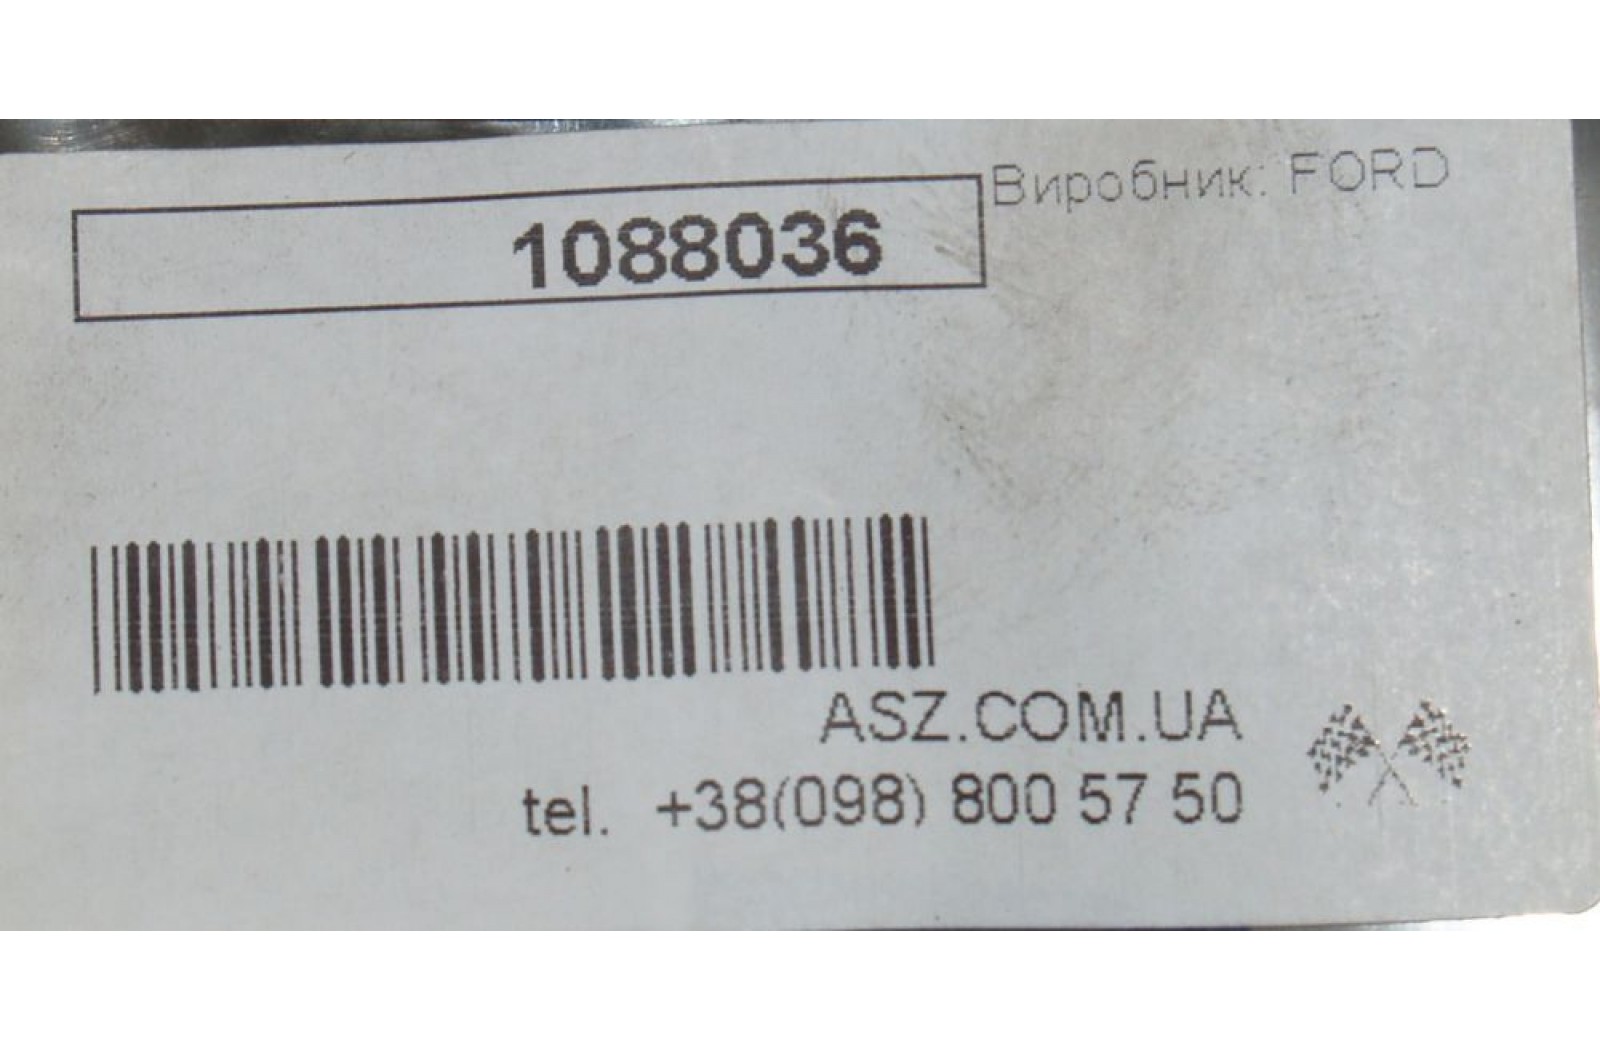 1088036
Виробник: FORD
ASZ.COM.UA
tel. +38(098) 800 57 50